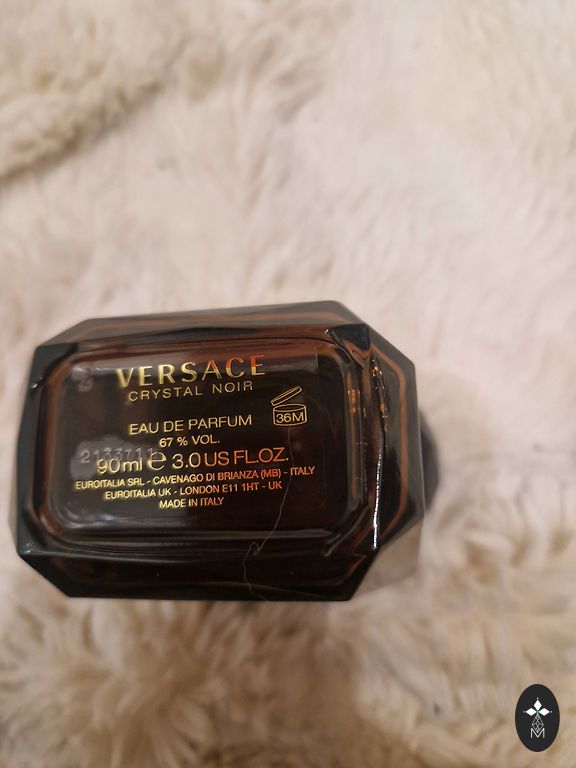 VERSACE
CRYSTAL NOIR
EAU DE PARFUM
36M
67 % VOL.
2133711
90ml e 3.0 US FL.OZ.
EUROITALIA SRL - CAVENAGO DI BRIANZA (MB) - ITALY
EUROITALIA UK - LONDON E11 1HT - UK
MADE IN ITALY
M